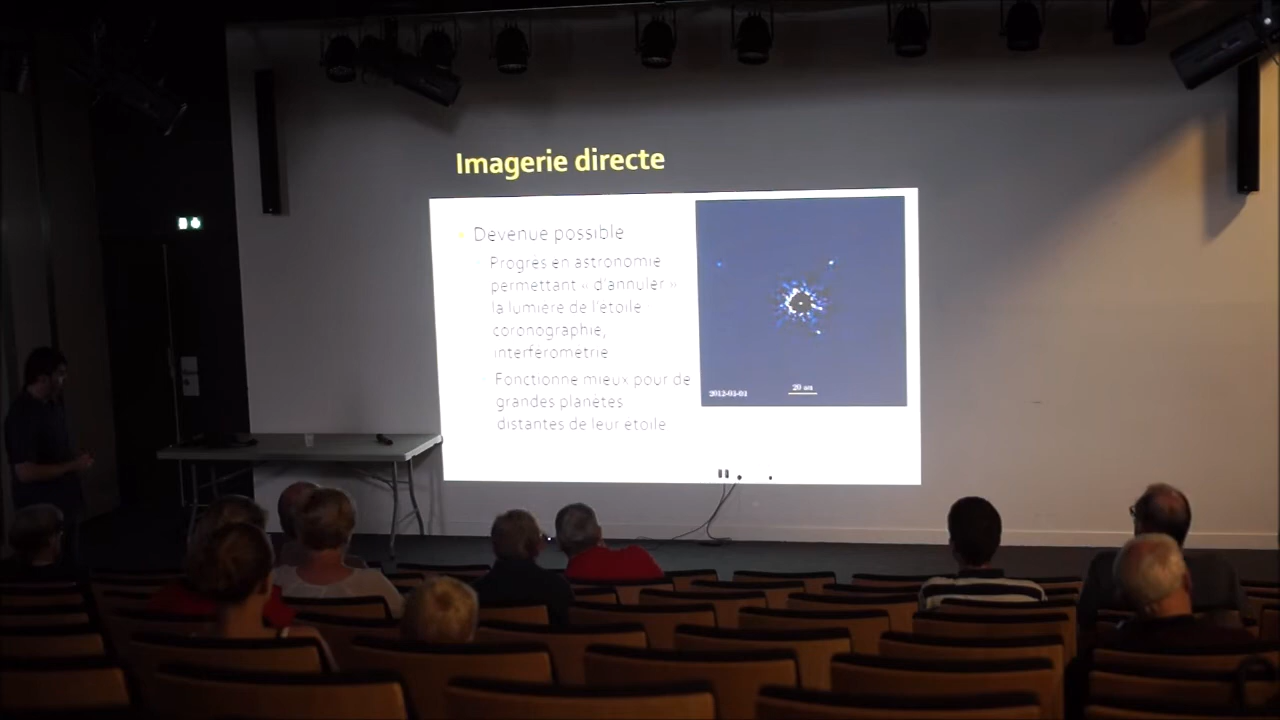 Imagerie directe
Devenue possible
Progrès en astronomie
permettant « d'annuler »
la lumière de l'étoile :
coronographie,
interférométrie
Fonctionne mieux pour de
grandes planètes
distantes de leur étoile
20 au
2012-01-01